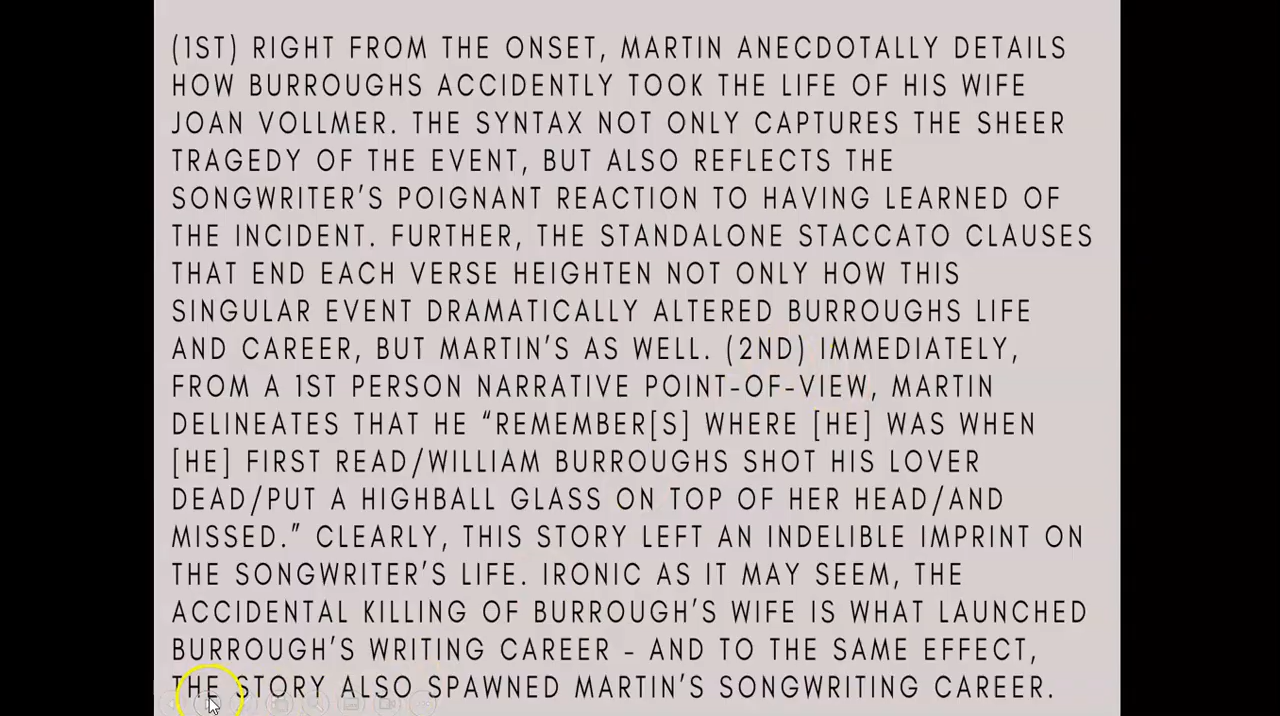 (1ST) RIGHT FROM THE ONSET, MARTIN ANECDOTALLY DETAILS
HOW BURROUGHS ACCIDENTLY TOOK THE LIFE OF HIS WIFE
JOAN VOLLMER. THE SYNTAX NOT ONLY CAPTURES THE SHEER
TRAGEDY OF THE EVENT, BUT ALSO REFLECTS THE
SONGWRITER'S POIGNANT REACTION TO HAVING LEARNED OF
THE INCIDENT. FURTHER, THE STANDALONE STACCATO CLAUSES
THAT END EACH VERSE HEIGHTEN NOT ONLY HOW THIS
SINGULAR EVENT DRAMATICALLY ALTERED BURROUGHS LIFE
AND CAREER, BUT MARTIN'S AS WELL. (2ND) IMMEDIATELY,
FROM A 1ST PERSON NARRATIVE POINT-OF-VIEW, MARTIN
DELINEATES THAT HE "REMEMBER[S] WHERE [HE] WAS WHEN
[HE] FIRST READ/WILLIAM BURROUGHS SHOT HIS LOVER
DEAD/PUT A HIGHBALL GLASS ON TOP OF HER HEAD/AND
MISSED." CLEARLY, THIS STORY LEFT AN INDELIBLE IMPRINT ON
THE SONGWRITER'S LIFE. IRONIC AS IT MAY SEEM, THE
ACCIDENTAL KILLING OF BURROUGH'S WIFE IS WHAT LAUNCHED
BURROUGH'S WRITING CAREER - AND TO THE SAME EFFECT,
THE STORY ALSO SPAWNED MARTIN'S SONGWRITING CAREER.